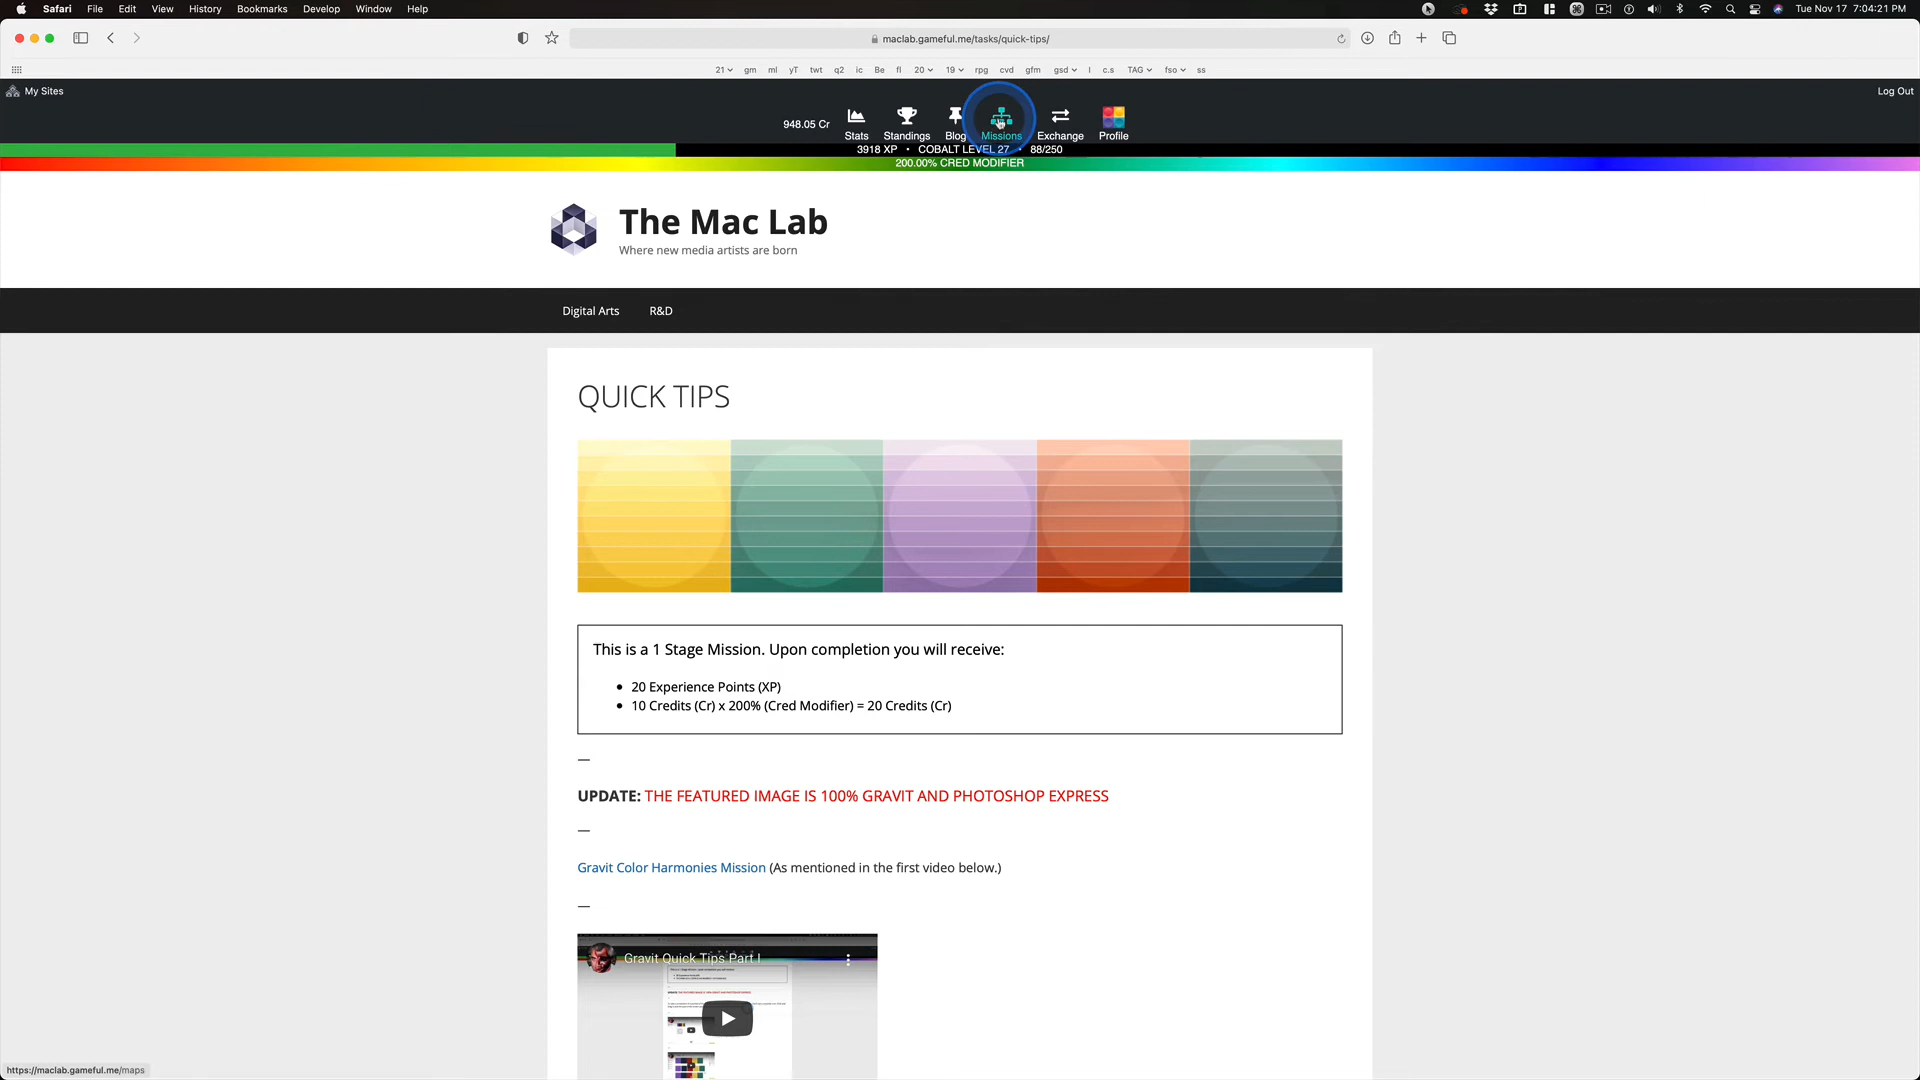 Safari File Edit View History Bookmarks Develop Window Help Tue Nov 17 7:04:21 PM
maclab.gameful.me/tasks/quick-tips/
21 gm ml yT twt q2 ic Be fl 20 19 rpg cvd gfm gsd l c.s TAG fso ss
My Sites Log Out
948.05 Cr Stats Standings Blog Missions Exchange Profile
3918 XP • COBALT LEVEL 27 • 88/250
200.00% CRED MODIFIER
The Mac Lab
Where new media artists are born
Digital Arts R&D
QUICK TIPS
This is a 1 Stage Mission. Upon completion you will receive:
• 20 Experience Points (XP)
• 10 Credits (Cr) x 200% (Cred Modifier) = 20 Credits (Cr)
—
UPDATE: THE FEATURED IMAGE IS 100% GRAVIT AND PHOTOSHOP EXPRESS
—
Gravit Color Harmonies Mission (As mentioned in the first video below.)
—
Gravit Quick Tips Part I
https://maclab.gameful.me/maps